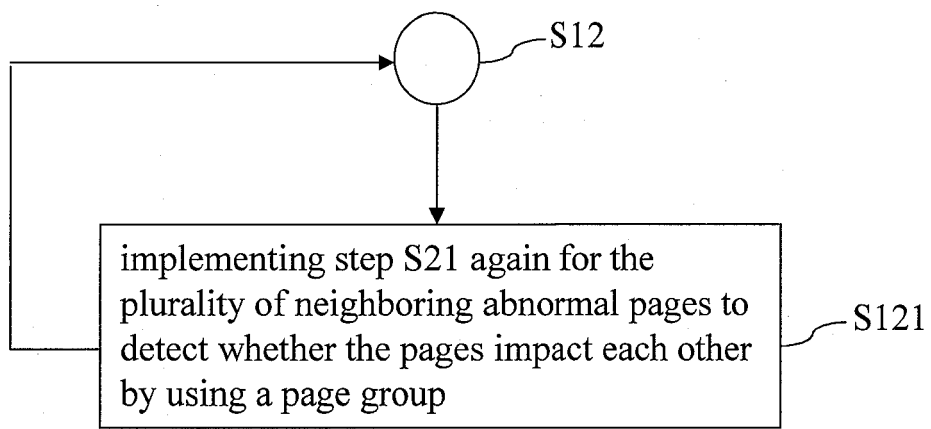 S12
implementing step S21 again for the
plurality of neighboring abnormal pages to
detect whether the pages impact each other
by using a page group
S121